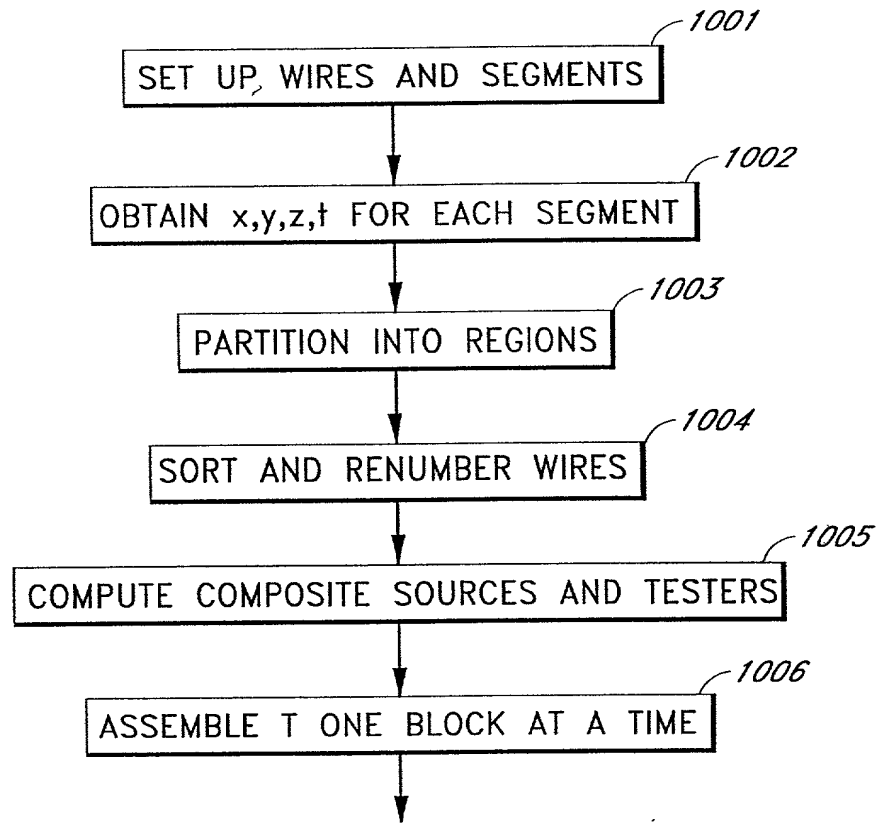 1001
SET UP, WIRES AND SEGMENTS
1002
OBTAIN x,y,z,t FOR EACH SEGMENT
1003
PARTITION INTO REGIONS
1004
SORT AND RENUMBER WIRES
1005
COMPUTE COMPOSITE SOURCES AND TESTERS
1006
ASSEMBLE T ONE BLOCK AT A TIME